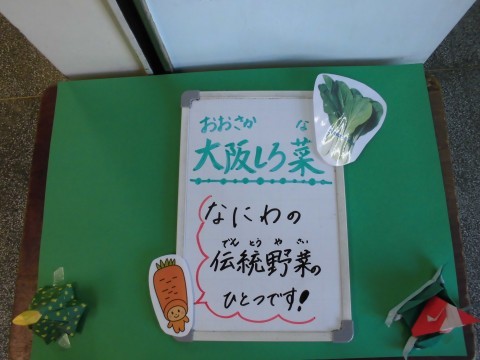 おおさか な
大阪しろ菜
なにわの
でん とう や さい
伝統野菜の
ひとつです!